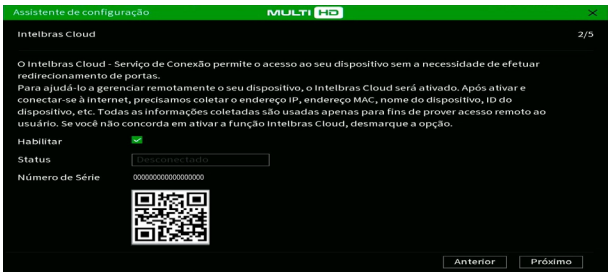 Assistente de configuração
MULTI HD
Intelbras Cloud
2/5
O Intelbras Cloud - Serviço de Conexão permite o acesso ao seu dispositivo sem a necessidade de efetuar
redirecionamento de portas.
Para ajudá-lo a gerenciar remotamente o seu dispositivo, o Intelbras Cloud será ativado. Após ativar e
conectar-se à internet, precisamos coletar o endereço IP, endereço MAC, nome do dispositivo, ID do
dispositivo, etc. Todas as informações coletadas são usadas apenas para fins de prover acesso remoto ao
usuário. Se você não concorda em ativar a função Intelbras Cloud, desmarque a opção.
Habilitar
Status Desconectado
Número de Série 0000000000000000
Anterior Próximo